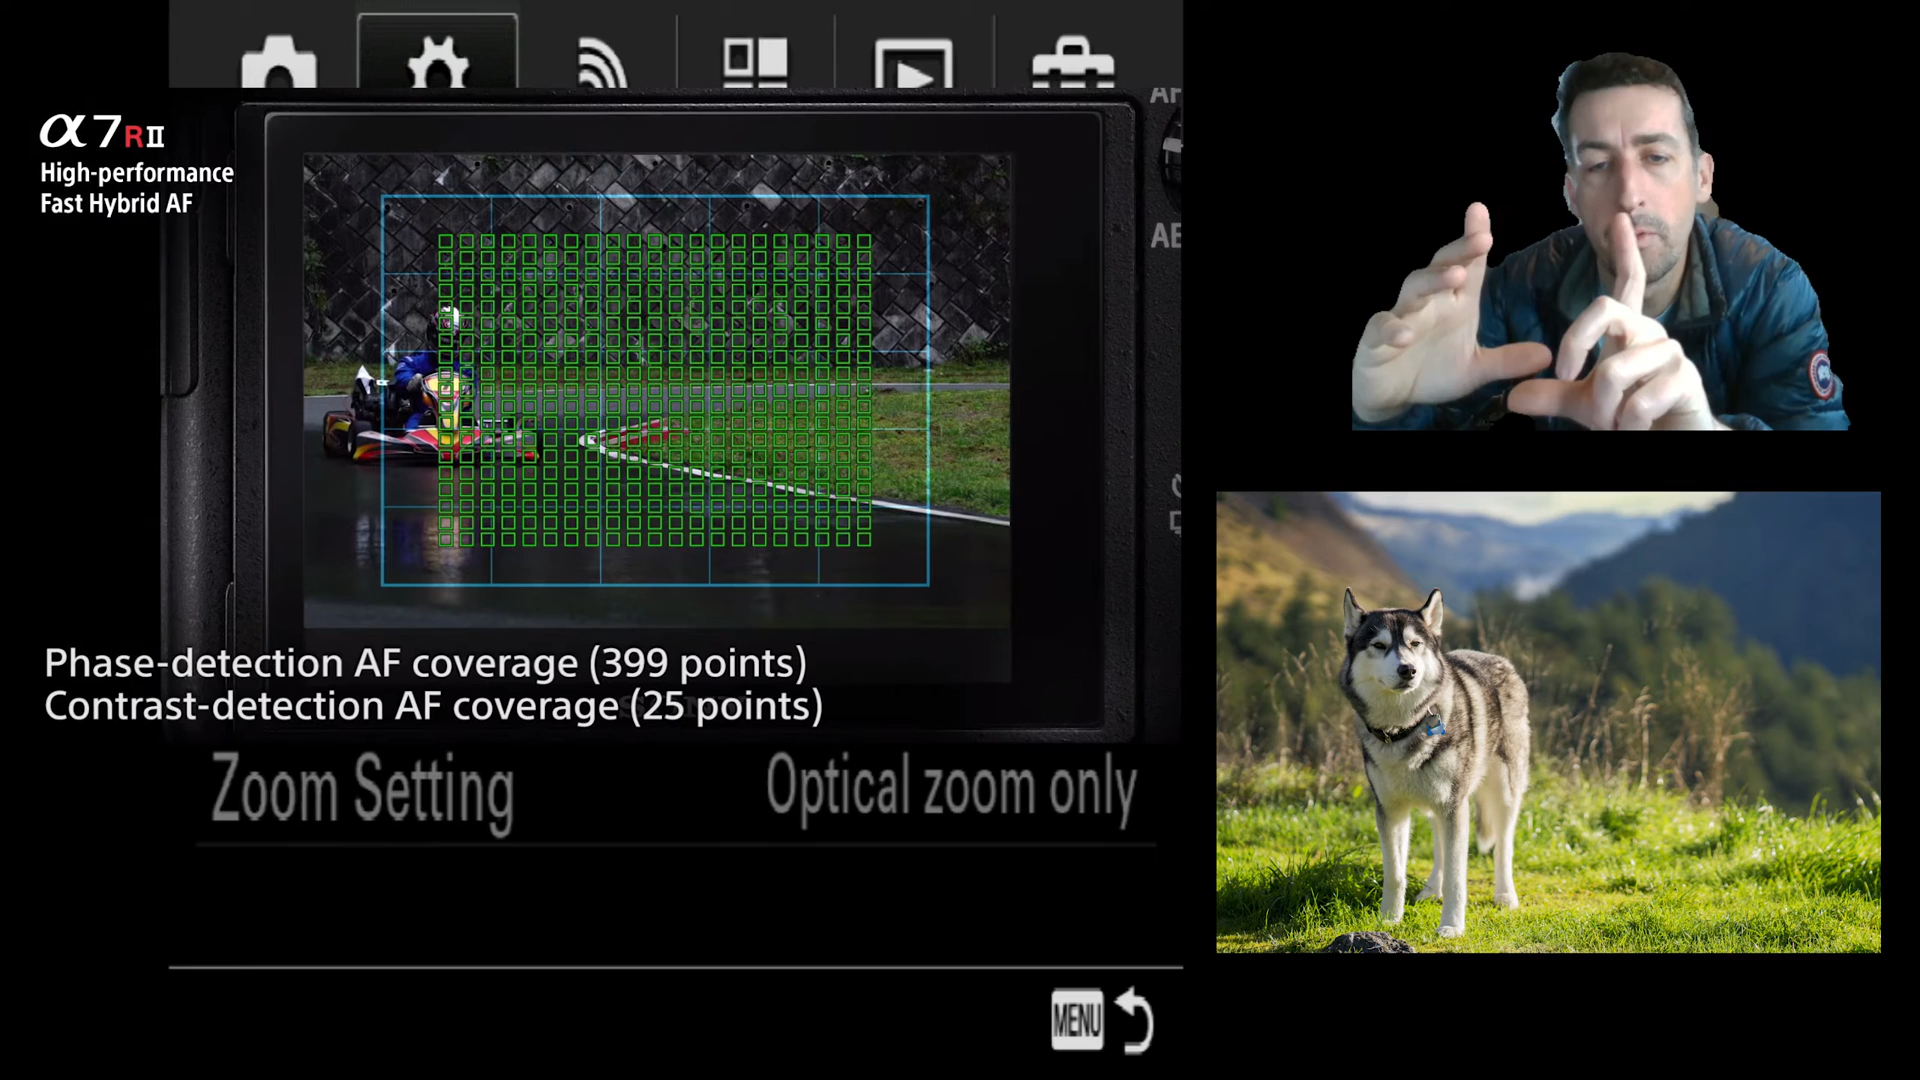 α7RII
High-performance
Fast Hybrid AF
AF
AE
Phase-detection AF coverage (399 points)
Contrast-detection AF coverage (25 points)
Zoom Setting
Optical zoom only
MENU